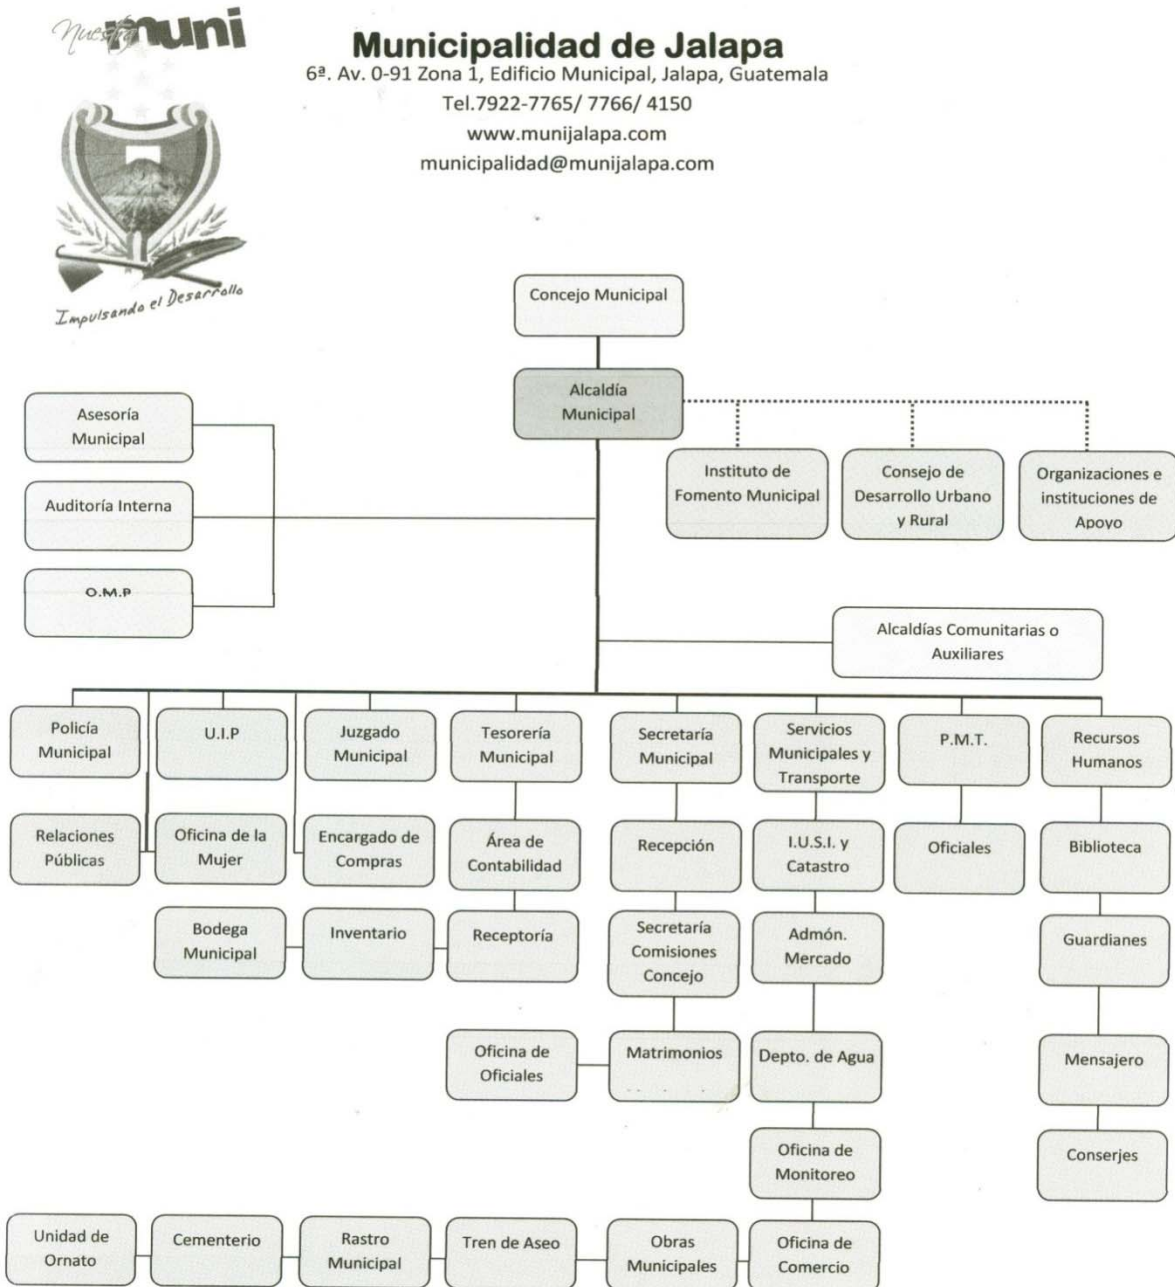 Nuestra muni
Municipalidad de Jalapa
6ª. Av. 0-91 Zona 1, Edificio Municipal, Jalapa, Guatemala
Tel.7922-7765/ 7766/ 4150
www.munijalapa.com
municipalidad@munijalapa.com
Impulsando el Desarrollo
Concejo Municipal
Alcaldía
Municipal
Asesoría
Municipal
Auditoría Interna
O.M.P
Instituto de
Fomento Municipal
Consejo de
Desarrollo Urbano
y Rural
Organizaciones e
instituciones de
Apoyo
Alcaldías Comunitarias o
Auxiliares
Policía
Municipal
U.I.P
Juzgado
Municipal
Tesorería
Municipal
Secretaría
Municipal
Servicios
Municipales y
Transporte
P.M.T.
Recursos
Humanos
Relaciones
Públicas
Oficina de la
Mujer
Encargado de
Compras
Área de
Contabilidad
Recepción
I.U.S.I. y
Catastro
Oficiales
Biblioteca
Bodega
Municipal
Inventario
Receptoría
Secretaría
Comisiones
Concejo
Admón.
Mercado
Guardianes
Oficina de
Oficiales
Matrimonios
Depto. de Agua
Mensajero
Oficina de
Monitoreo
Conserjes
Unidad de
Ornato
Cementerio
Rastro
Municipal
Tren de Aseo
Obras
Municipales
Oficina de
Comercio